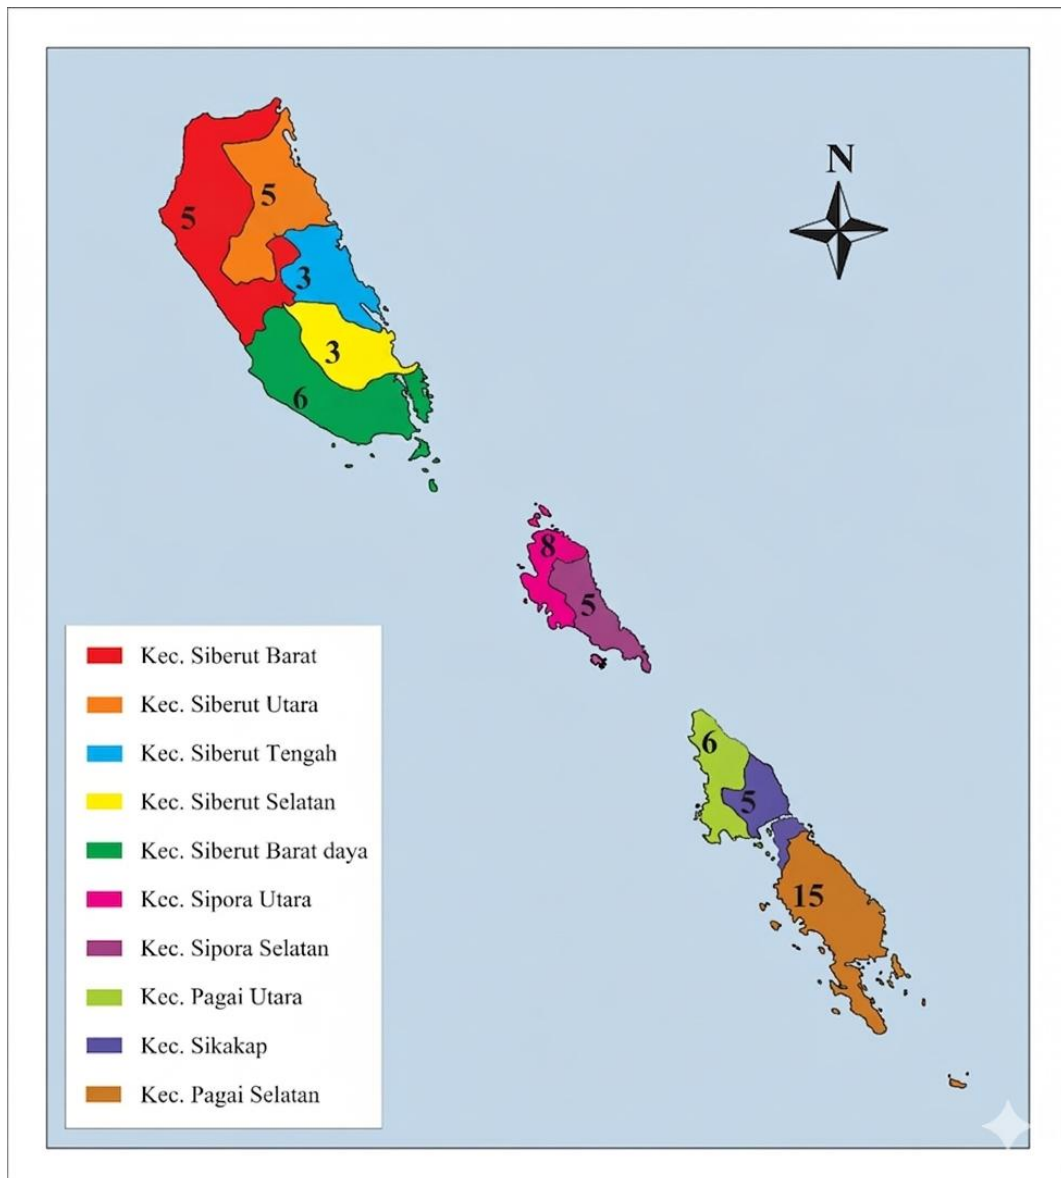 N
5
5
3
3
6
8
5
6
5
15
Kec. Siberut Barat
Kec. Siberut Utara
Kec. Siberut Tengah
Kec. Siberut Selatan
Kec. Siberut Barat daya
Kec. Sipora Utara
Kec. Sipora Selatan
Kec. Pagai Utara
Kec. Sikakap
Kec. Pagai Selatan